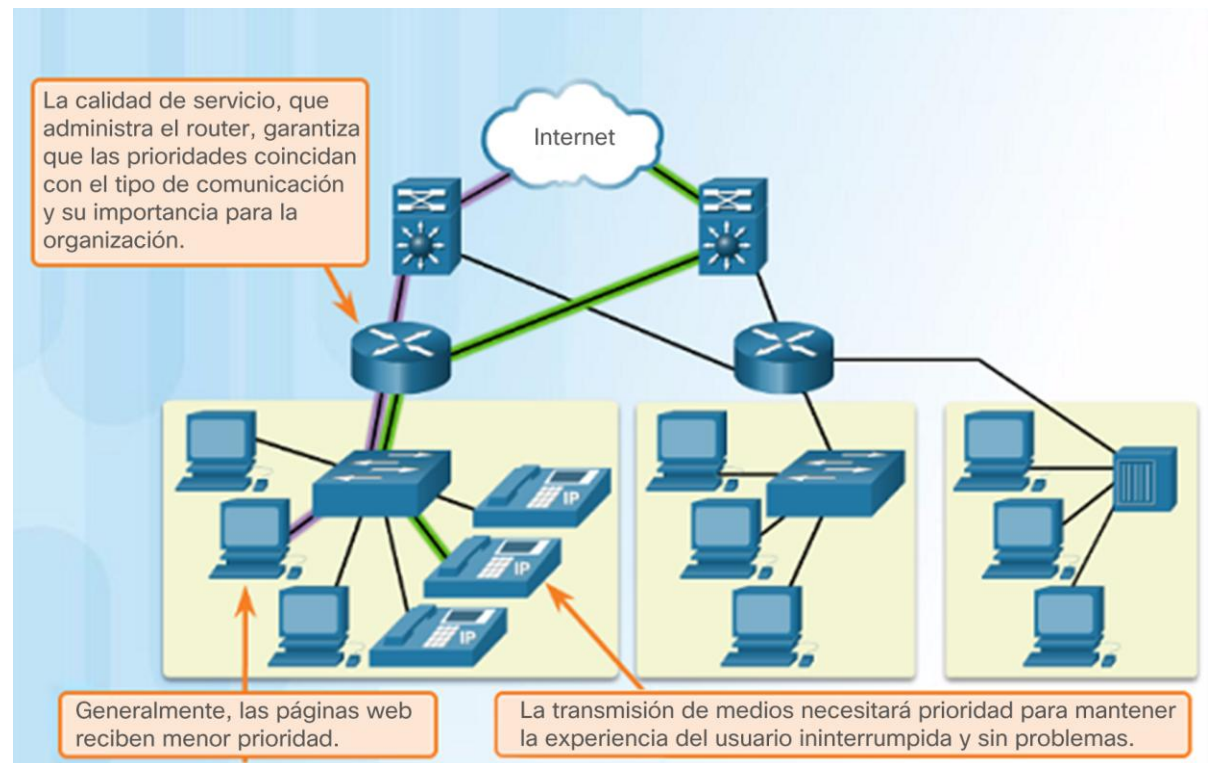 La calidad de servicio, que
administra el router, garantiza
que las prioridades coincidan
con el tipo de comunicación
y su importancia para la
organización.
Internet
IP
IP
IP
Generalmente, las páginas web
reciben menor prioridad.
La transmisión de medios necesitará prioridad para mantener
la experiencia del usuario ininterrumpida y sin problemas.